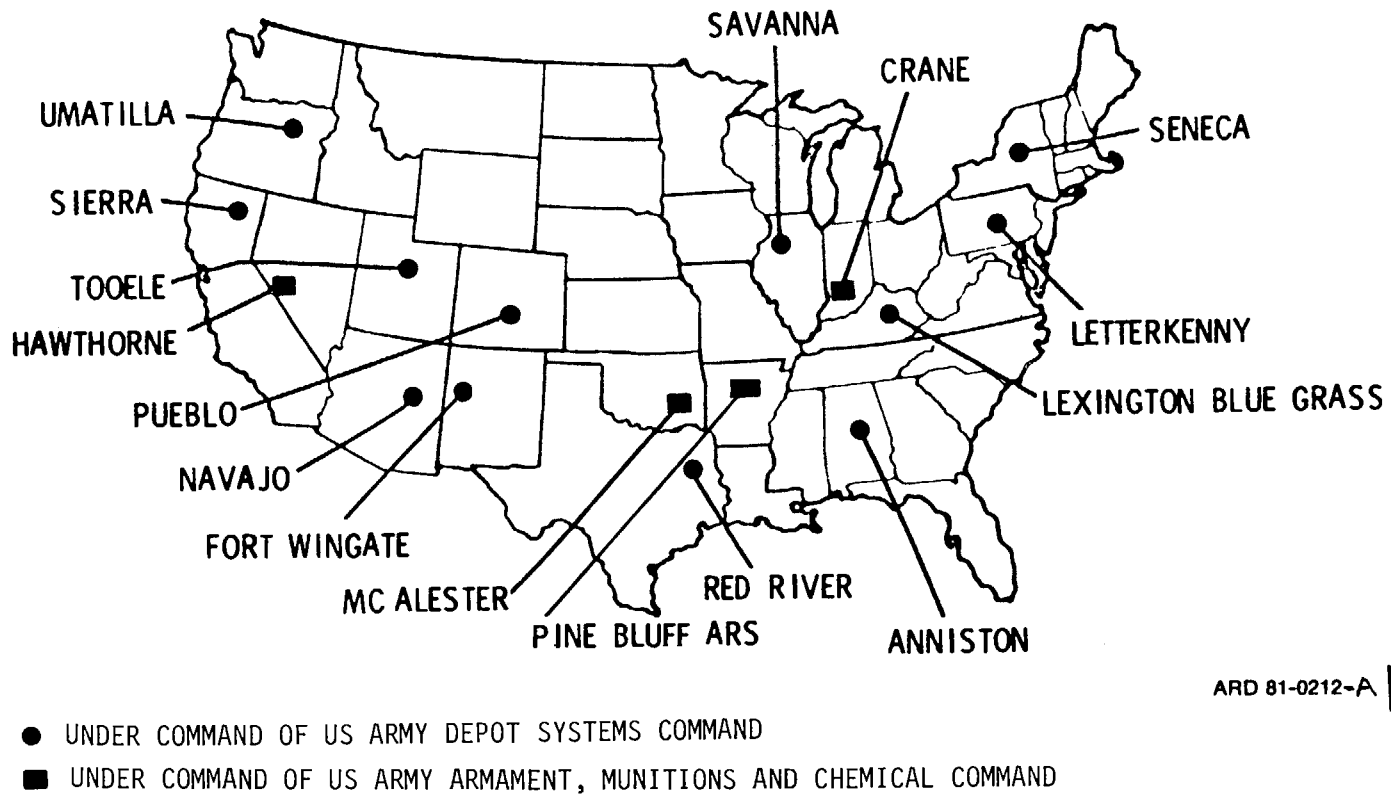 SAVANNA
CRANE
UMATILLA
SENECA
SIERRA
TOOELE
HAWTHORNE
LETTERKENNY
PUEBLO
LEXINGTON BLUE GRASS
NAVAJO
FORT WINGATE
MC ALESTER
RED RIVER
PINE BLUFF ARS
ANNISTON
ARD 81-0212-A
UNDER COMMAND OF US ARMY DEPOT SYSTEMS COMMAND
UNDER COMMAND OF US ARMY ARMAMENT, MUNITIONS AND CHEMICAL COMMAND